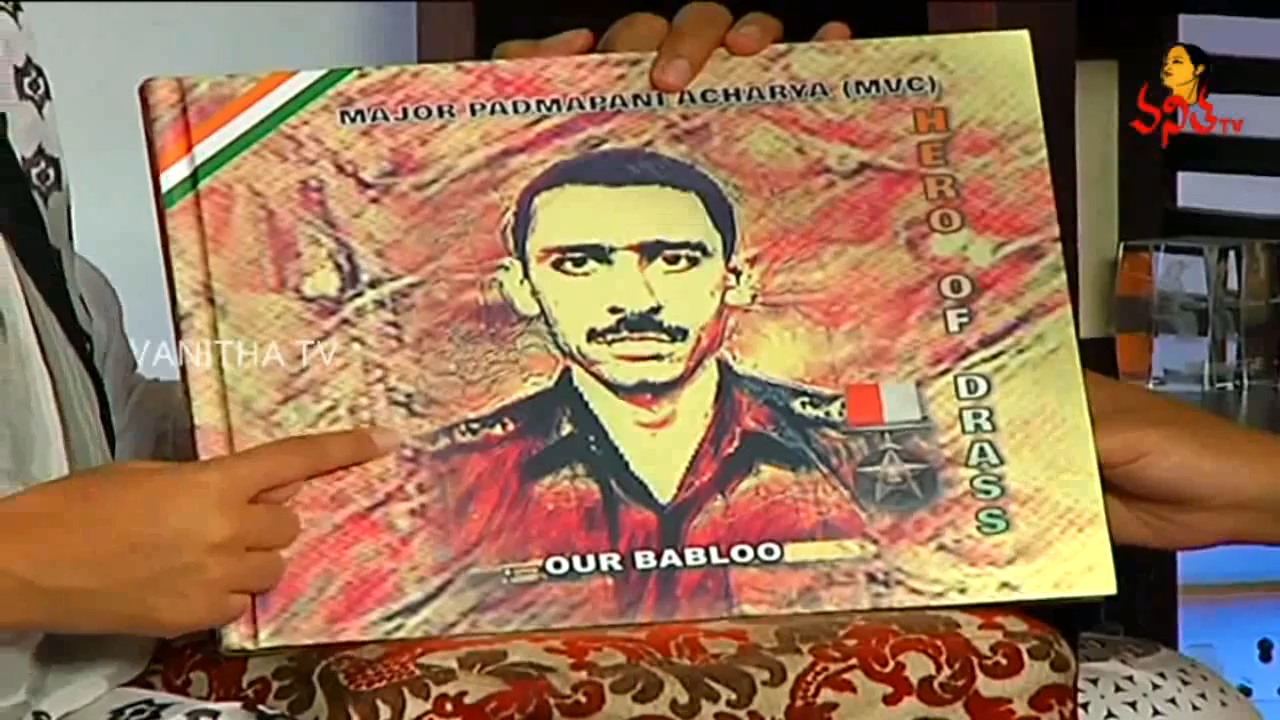 MAJOR PADMAPANI ACHARYA (MVC)
HERO OF DRASS
OUR BABLOO
VANITHA TV
వనిత TV